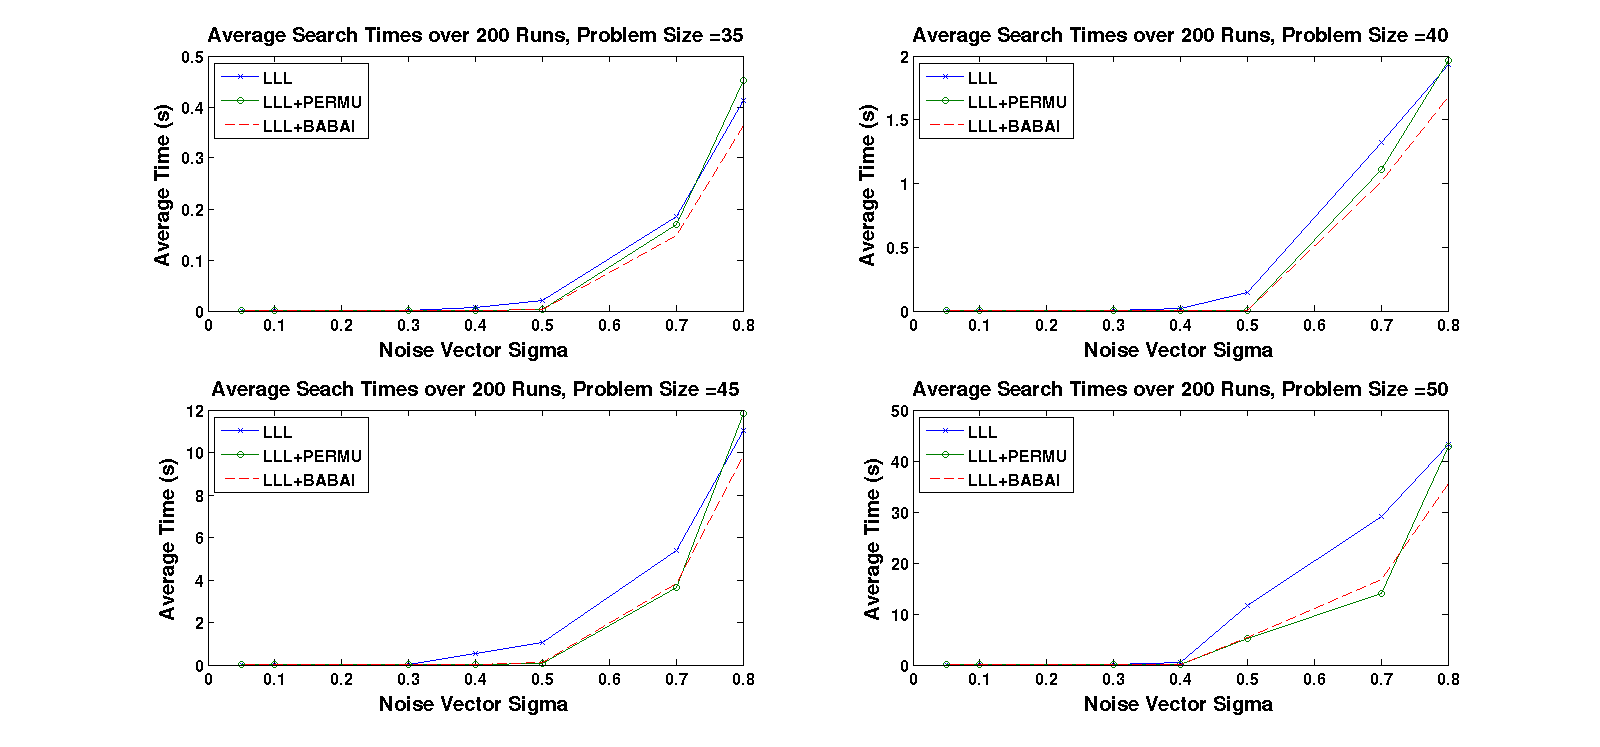 Average Search Times over 200 Runs, Problem Size =35
0.5
0.4
0.3
0.2
0.1
0
Average Time (s)
LLL
LLL+PERMU
LLL+BABAI
0 0.1 0.2 0.3 0.4 0.5 0.6 0.7 0.8
Noise Vector Sigma
Average Search Times over 200 Runs, Problem Size =40
2
1.5
1
0.5
0
Average Time (s)
LLL
LLL+PERMU
LLL+BABAI
0 0.1 0.2 0.3 0.4 0.5 0.6 0.7 0.8
Noise Vector Sigma
Average Seach Times over 200 Runs, Problem Size =45
12
10
8
6
4
2
0
Average Time (s)
LLL
LLL+PERMU
LLL+BABAI
0 0.1 0.2 0.3 0.4 0.5 0.6 0.7 0.8
Noise Vector Sigma
Average Search Times over 200 Runs, Problem Size =50
50
40
30
20
10
0
Average Time (s)
LLL
LLL+PERMU
LLL+BABAI
0 0.1 0.2 0.3 0.4 0.5 0.6 0.7 0.8
Noise Vector Sigma